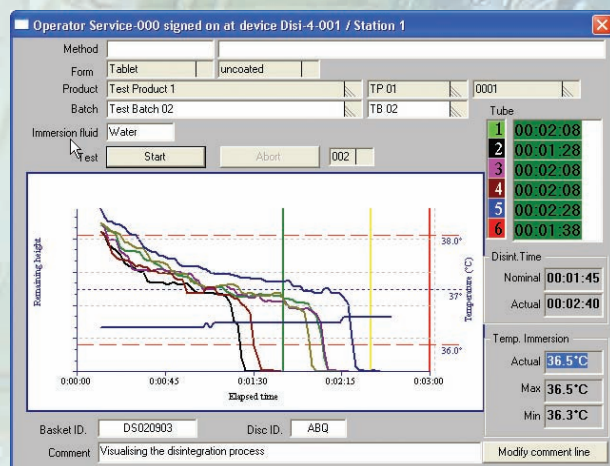 Operator Service-000 signed on at device Disi-4-001 / Station 1
Method
Form Tablet uncoated
Product Test Product 1 TP 01 0001
Batch Test Batch 02 TB 02
Immersion fluid Water
Test Start Abort 002
Tube
1 00:02:08
2 00:01:28
3 00:02:08
4 00:02:08
5 00:02:28
6 00:01:38
Remaining height
38.0°
37°
36.0°
Temp-rature (°C)
0:00:00 0:00:45 0:01:30 0:02:15 0:03:00
Elapsed time
Disint.Time
Nominal 00:01:45
Actual 00:02:40
Temp. Immersion
Actual 36.5°C
Max 36.5°C
Min 36.3°C
Basket ID. DS020903 Disc ID. ABQ
Comment Visualising the disintegration process Modify comment line